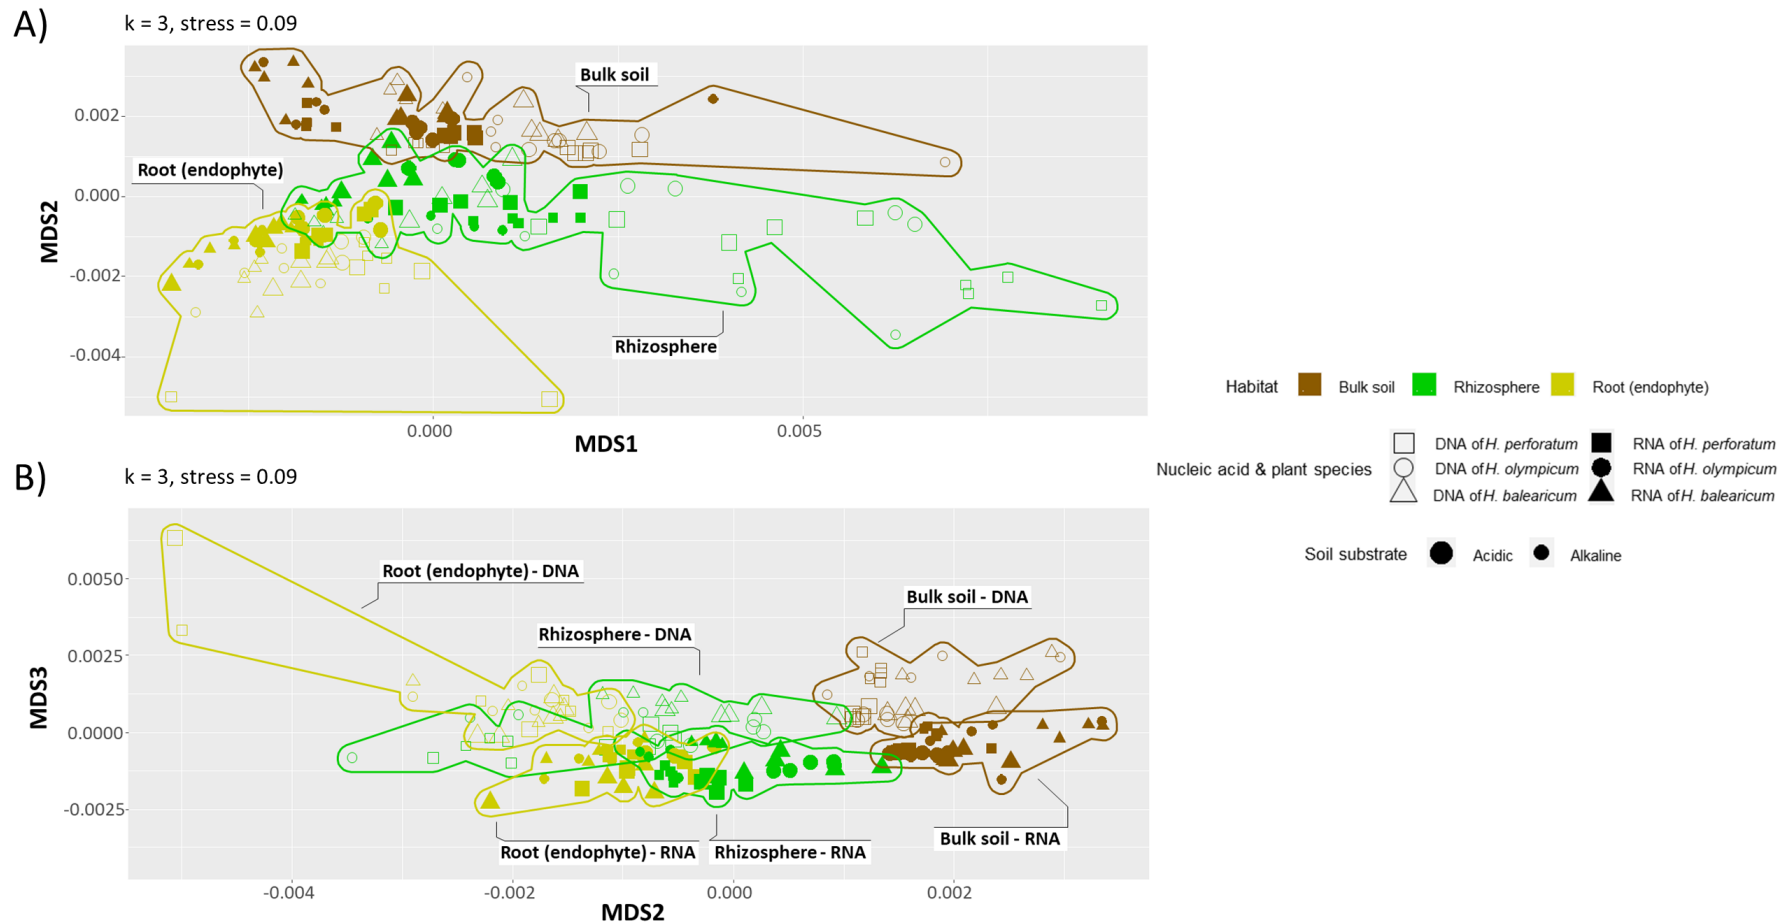 A)
k = 3, stress = 0.09
Bulk soil
0.002
Root (endophyte)
0.000
MDS2
-0.002
Rhizosphere
-0.004
0.000
0.005
MDS1
Habitat Bulk soil Rhizosphere Root (endophyte)
Nucleic acid & plant species
DNA of H. perforatum RNA of H. perforatum
DNA of H. olympicum RNA of H. olympicum
DNA of H. balearicum RNA of H. balearicum
Soil substrate Acidic Alkaline
B)
k = 3, stress = 0.09
0.0050
Root (endophyte) - DNA
Bulk soil - DNA
Rhizosphere - DNA
0.0025
MDS3
0.0000
-0.0025
Bulk soil - RNA
Root (endophyte) - RNA
Rhizosphere - RNA
-0.004
-0.002
0.000
0.002
MDS2